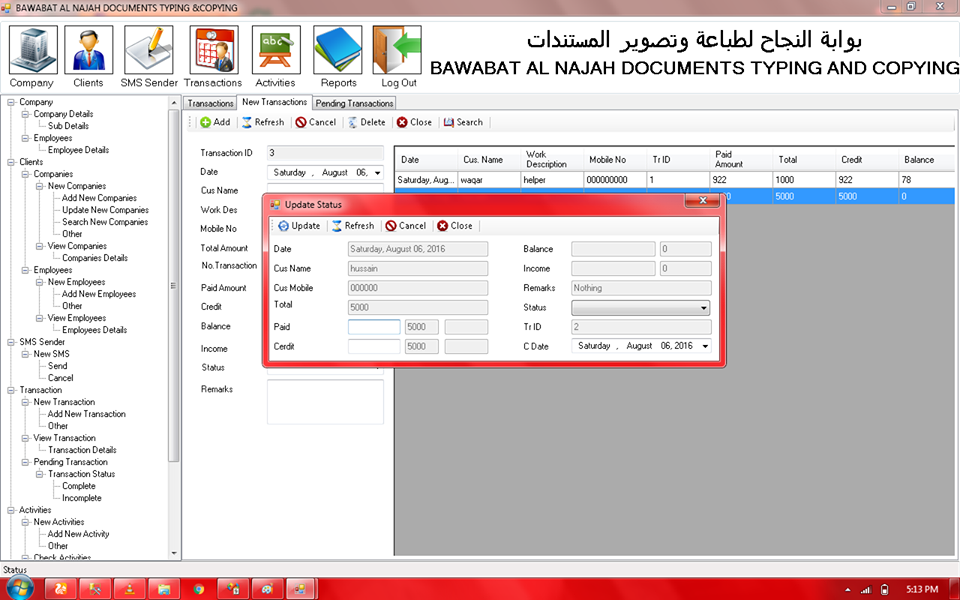 BAWABAT AL NAJAH DOCUMENTS TYPING &COPYING
Company Clients SMS Sender Transactions Activities Reports Log Out
بوابة النجاح لطباعة وتصوير المستندات
BAWABAT AL NAJAH DOCUMENTS TYPING AND COPYING
Company
Company Details
Sub Details
Employees
Employee Details
Clients
Companies
New Companies
Add New Companies
Update New Companies
Search New Companies
Other
View Companies
Companies Details
Employees
New Employees
Add New Employees
Other
View Employees
Employees Details
SMS Sender
New SMS
Send
Cancel
Transaction
New Transaction
Add New Transaction
Other
View Transaction
Transaction Details
Pending Transaction
Transaction Status
Complete
Incomplete
Activities
New Activities
Add New Activity
Other
Check Activities
Transactions New Transactions Pending Transactions
Add Refresh Cancel Delete Close Search
Transaction ID 3
Date Saturday , August 06,
Cus Name
Work Des
Mobile No
Total Amount
No.Transaction
Paid Amount
Credit
Balance
Income
Status
Remarks
Date Cus. Name Work Description Mobile No Tr ID Paid Amount Total Credit Balance
Saturday, Aug... waqar helper 000000000 1 922 1000 922 78
5000 5000 0
Update Status
Update Refresh Cancel Close
Date Saturday, August 06, 2016 Balance 0
Cus Name hussain Income 0
Cus Mobile 000000 Remarks Nothing
Total 5000 Status
Paid 5000 Tr ID 2
Cerdit 5000 C Date Saturday , August 06, 2016
Status
5:13 PM